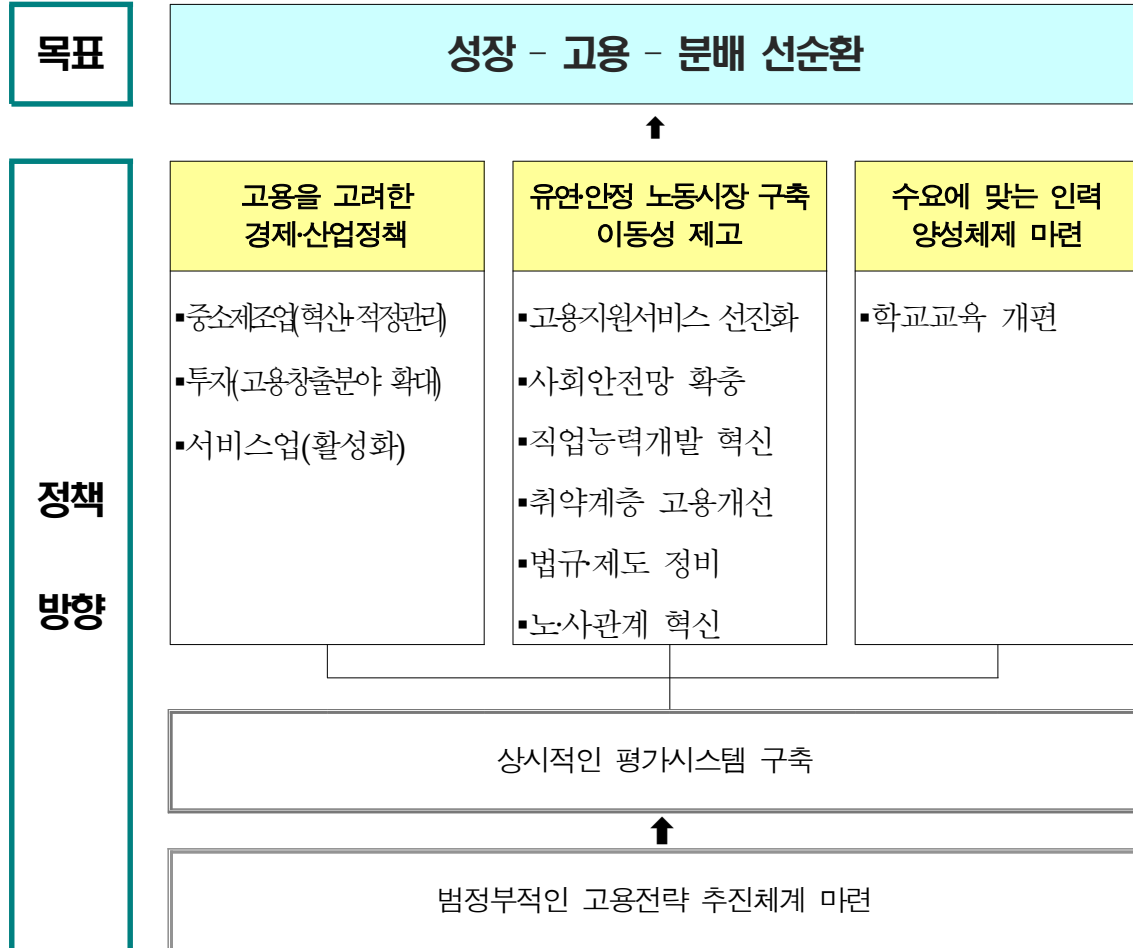 목표
성장 - 고용 - 분배 선순환
정책
방향
고용을 고려한
경제·산업정책
▪중소제조업(혁신+적정관리)
▪투자(고용창출분야 확대)
▪서비스업(활성화)
유연·안정 노동시장 구축
이동성 제고
▪고용지원서비스 선진화
▪사회안전망 확충
▪직업능력개발 혁신
▪취약계층 고용개선
▪법규·제도 정비
▪노·사관계 혁신
수요에 맞는 인력
양성체제 마련
▪학교교육 개편
상시적인 평가시스템 구축
범정부적인 고용전략 추진체계 마련